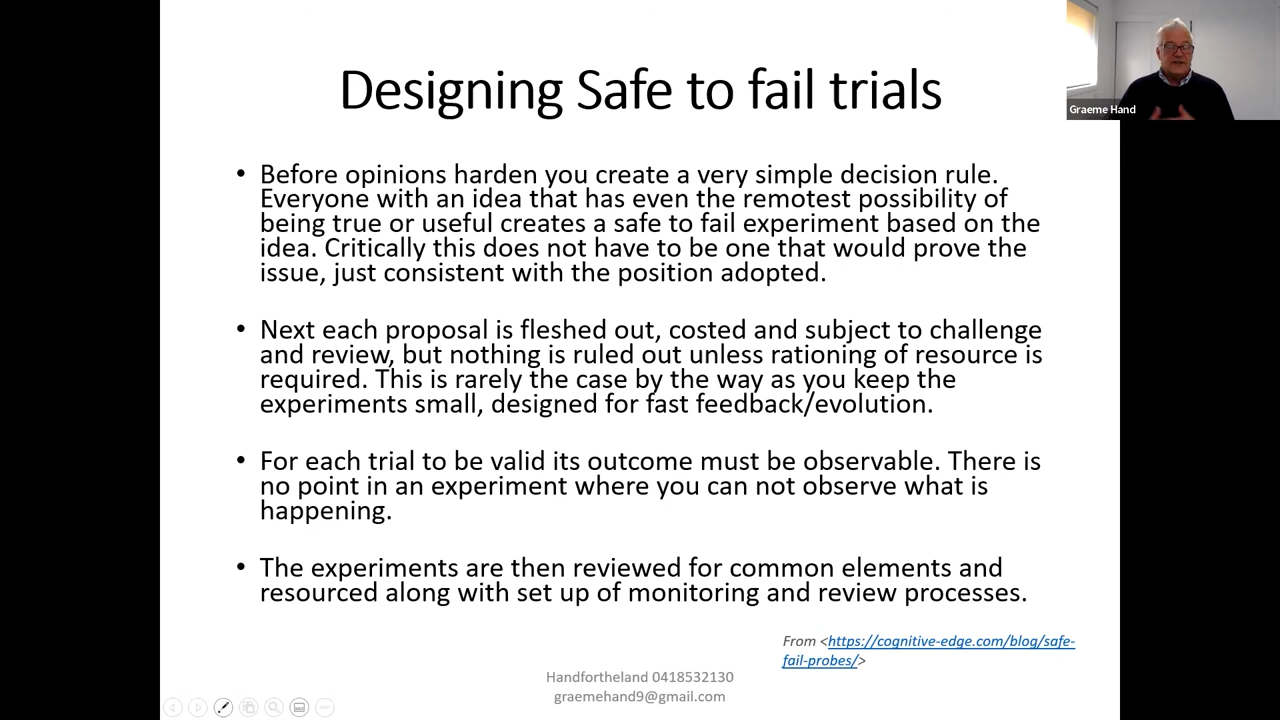 Designing Safe to fail trials
Graeme Hand
• Before opinions harden you create a very simple decision rule.
Everyone with an idea that has even the remotest possibility of
being true or useful creates a safe to fail experiment based on the
idea. Critically this does not have to be one that would prove the
issue, just consistent with the position adopted.
• Next each proposal is fleshed out, costed and subject to challenge
and review, but nothing is ruled out unless rationing of resource is
required. This is rarely the case by the way as you keep the
experiments small, designed for fast feedback/evolution.
• For each trial to be valid its outcome must be observable. There is
no point in an experiment where you can not observe what is
happening.
• The experiments are then reviewed for common elements and
resourced along with set up of monitoring and review processes.
From <https://cognitive-edge.com/blog/safe-
fail-probes/>
Handfortheland 0418532130
graemehand9@gmail.com